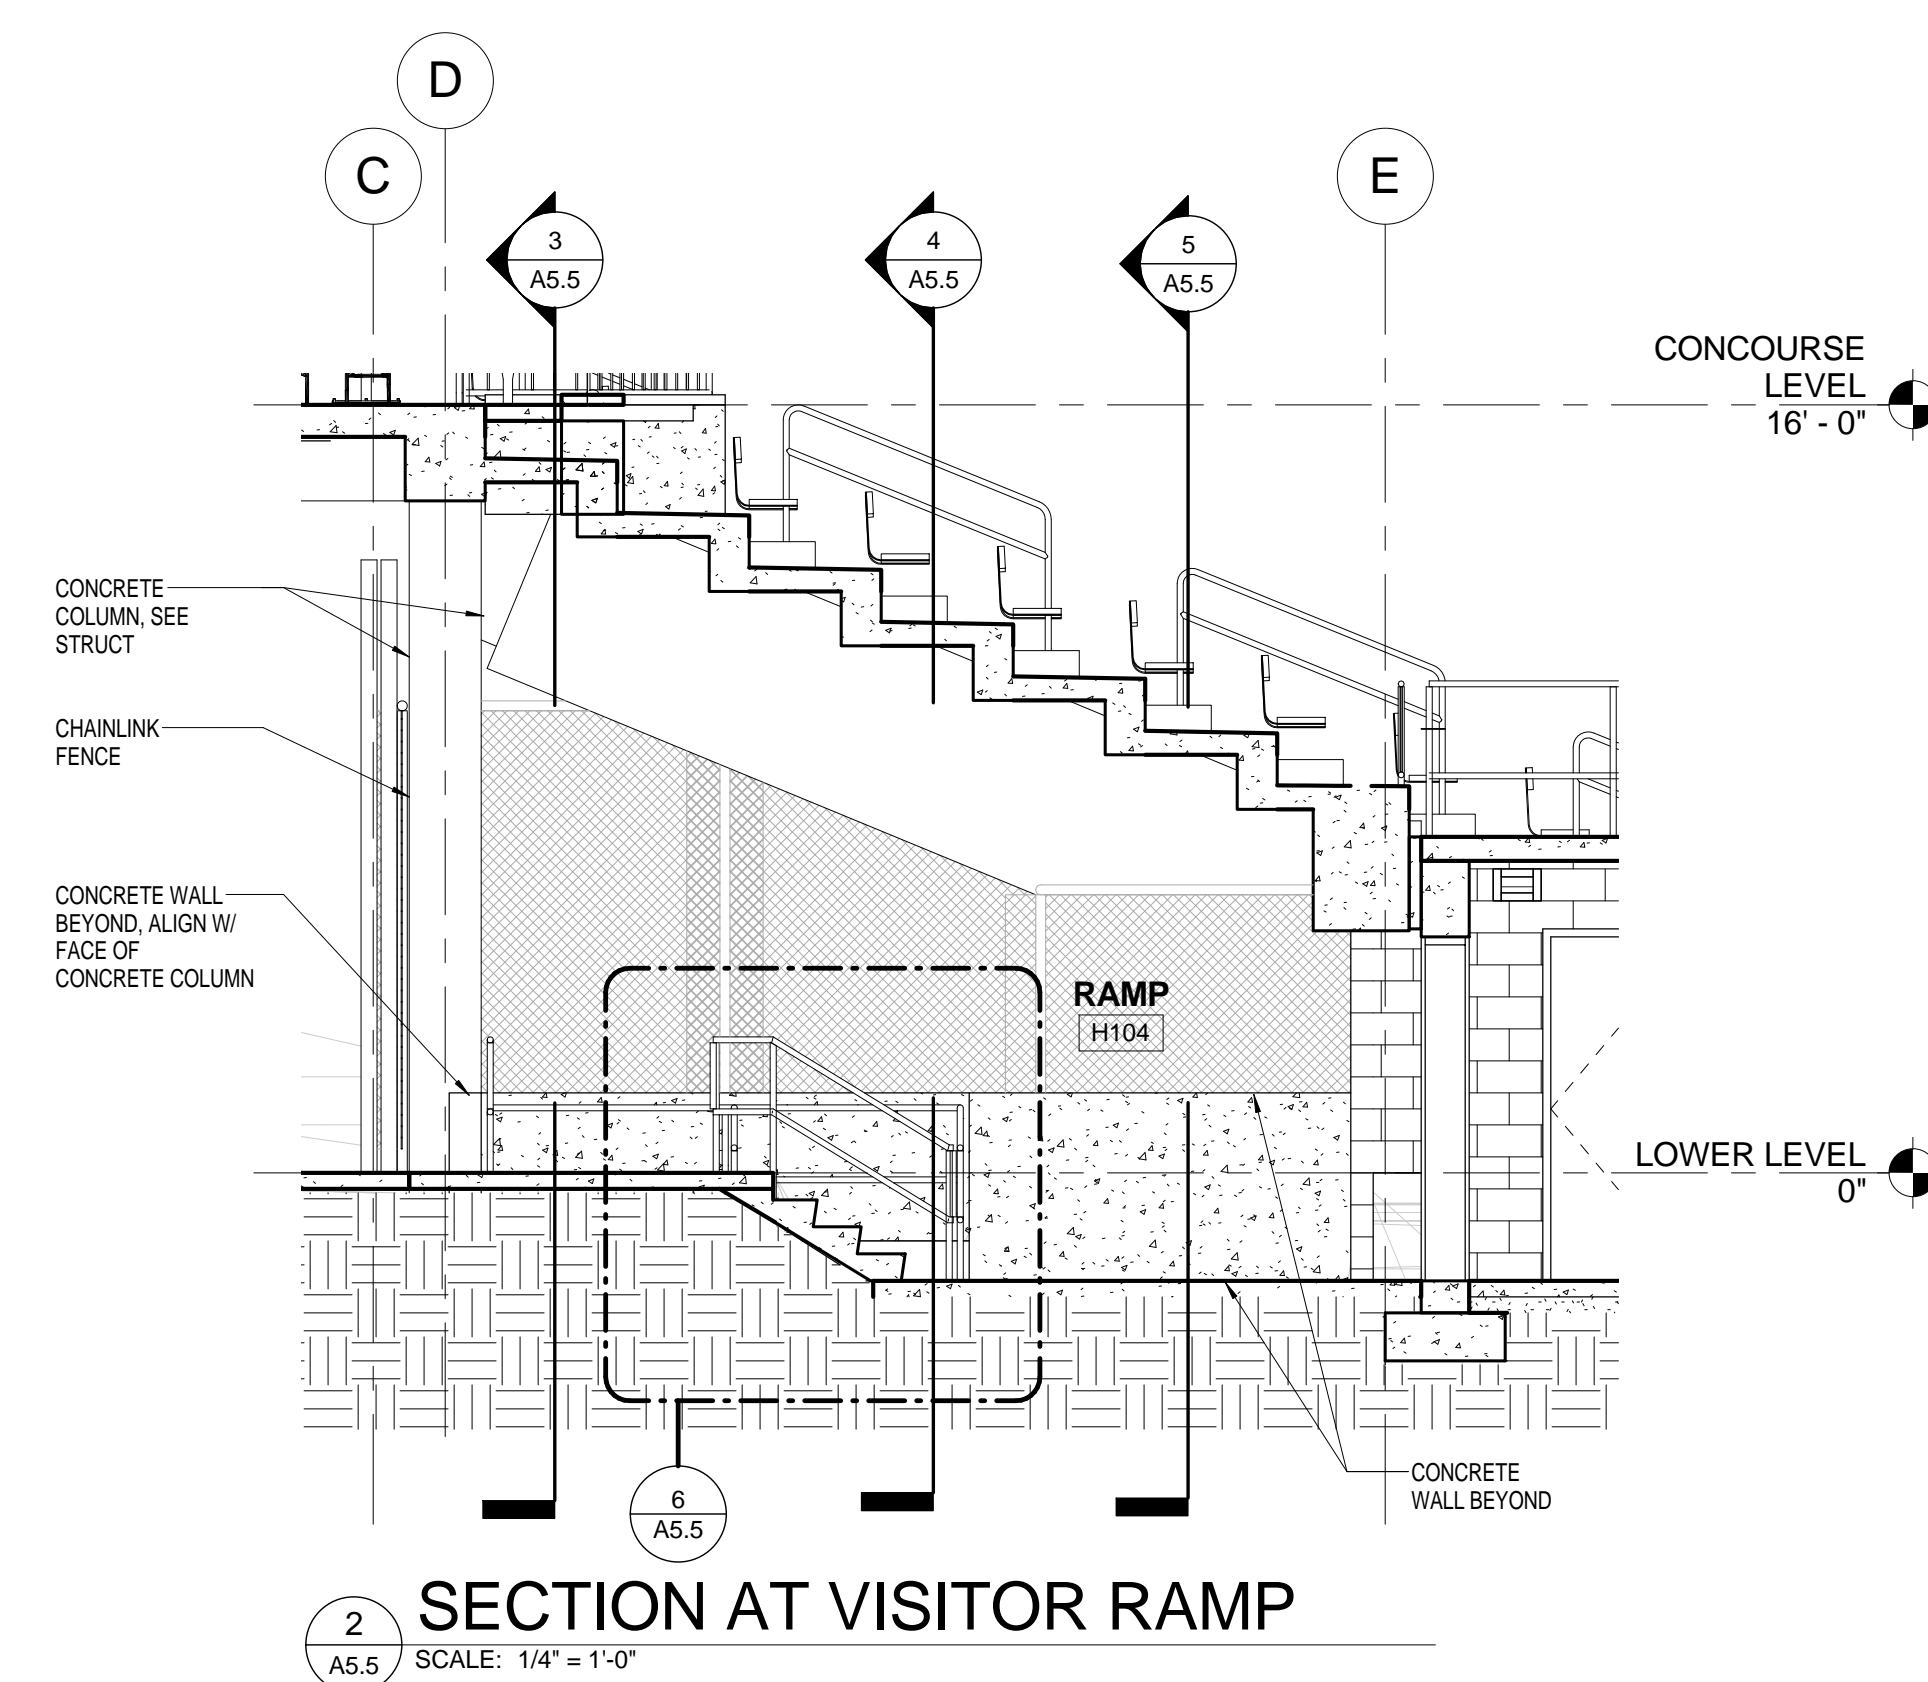 D
C
E
3
A5.5
4
A5.5
5
A5.5
CONCOURSE
LEVEL
16' - 0"
CONCRETE
COLUMN, SEE
STRUCT
CHAINLINK
FENCE
CONCRETE WALL
BEYOND, ALIGN W/
FACE OF
CONCRETE COLUMN
RAMP
H104
LOWER LEVEL
0"
CONCRETE
WALL BEYOND
6
A5.5
2
A5.5
SECTION AT VISITOR RAMP
SCALE: 1/4" = 1'-0"